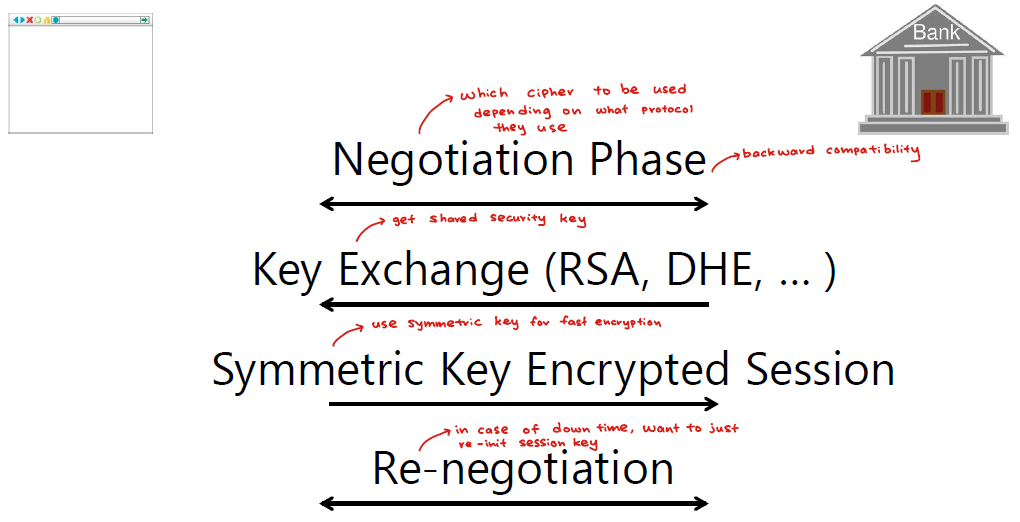 Bank
which cipher to be used
depending on what protocol
they use
Negotiation Phase
backward compatibility
get shared security key
Key Exchange (RSA, DHE, ... )
use symmetric key for fast encryption
Symmetric Key Encrypted Session
in case of down time, want to just
re-init session key
Re-negotiation